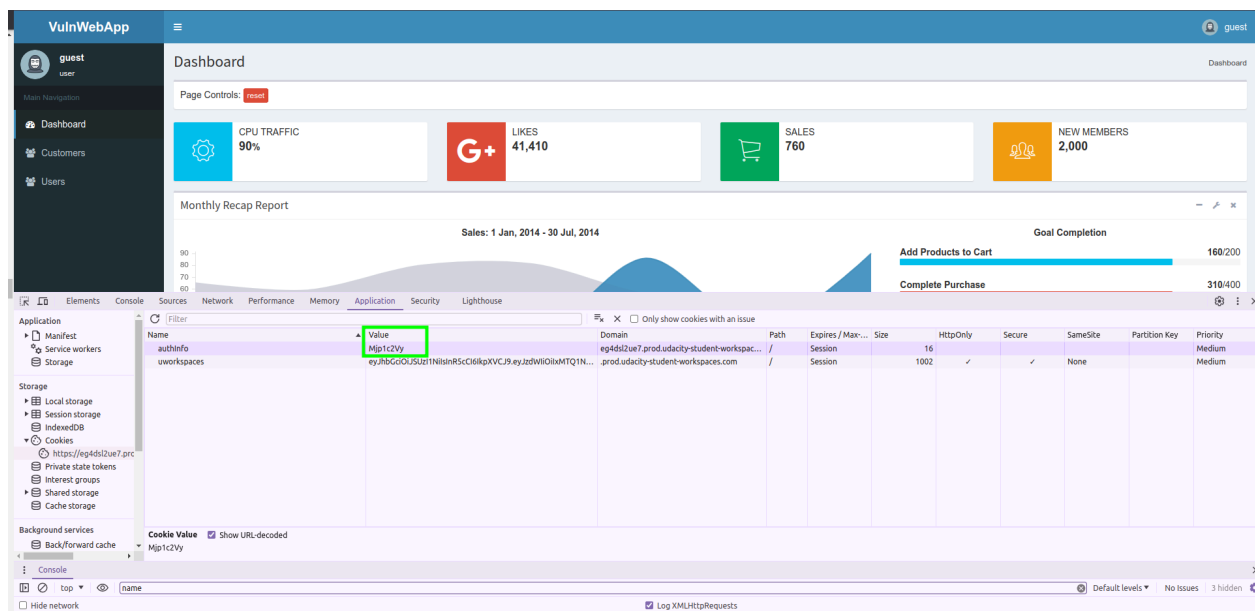 VulnWebApp
guest
guest
user
Dashboard
Dashboard
Main Navigation
Page Controls: reset
Dashboard
Customers
Users
CPU TRAFFIC
90%
G+
LIKES
41,410
SALES
760
NEW MEMBERS
2,000
Monthly Recap Report
Sales: 1 Jan, 2014 - 30 Jul, 2014
Goal Completion
90
80
70
60
Add Products to Cart 160/200
Complete Purchase 310/400
Elements Console Sources Network Performance Memory Application Security Lighthouse
Application
Manifest
Service workers
Storage
Storage
Local storage
Session storage
IndexedDB
Cookies
https://eg4dsl2ue7.prc
Private state tokens
Interest groups
Shared storage
Cache storage
Background services
Back/forward cache
Filter Only show cookies with an issue
Name Value Domain Path Expires / Max-... Size HttpOnly Secure SameSite Partition Key Priority
authInfo Mjp1c2Vy eg4dsl2ue7.prod.udacity-student-workspac... / Session 16 Medium
uworkspaces .prod.udacity-student-workspaces.com / Session 1002 ✓ ✓ None Medium
Cookie Value Show URL-decoded
Mjp1c2Vy
Console
top name Default levels No Issues 3 hidden
Hide network Log XMLHttpRequests